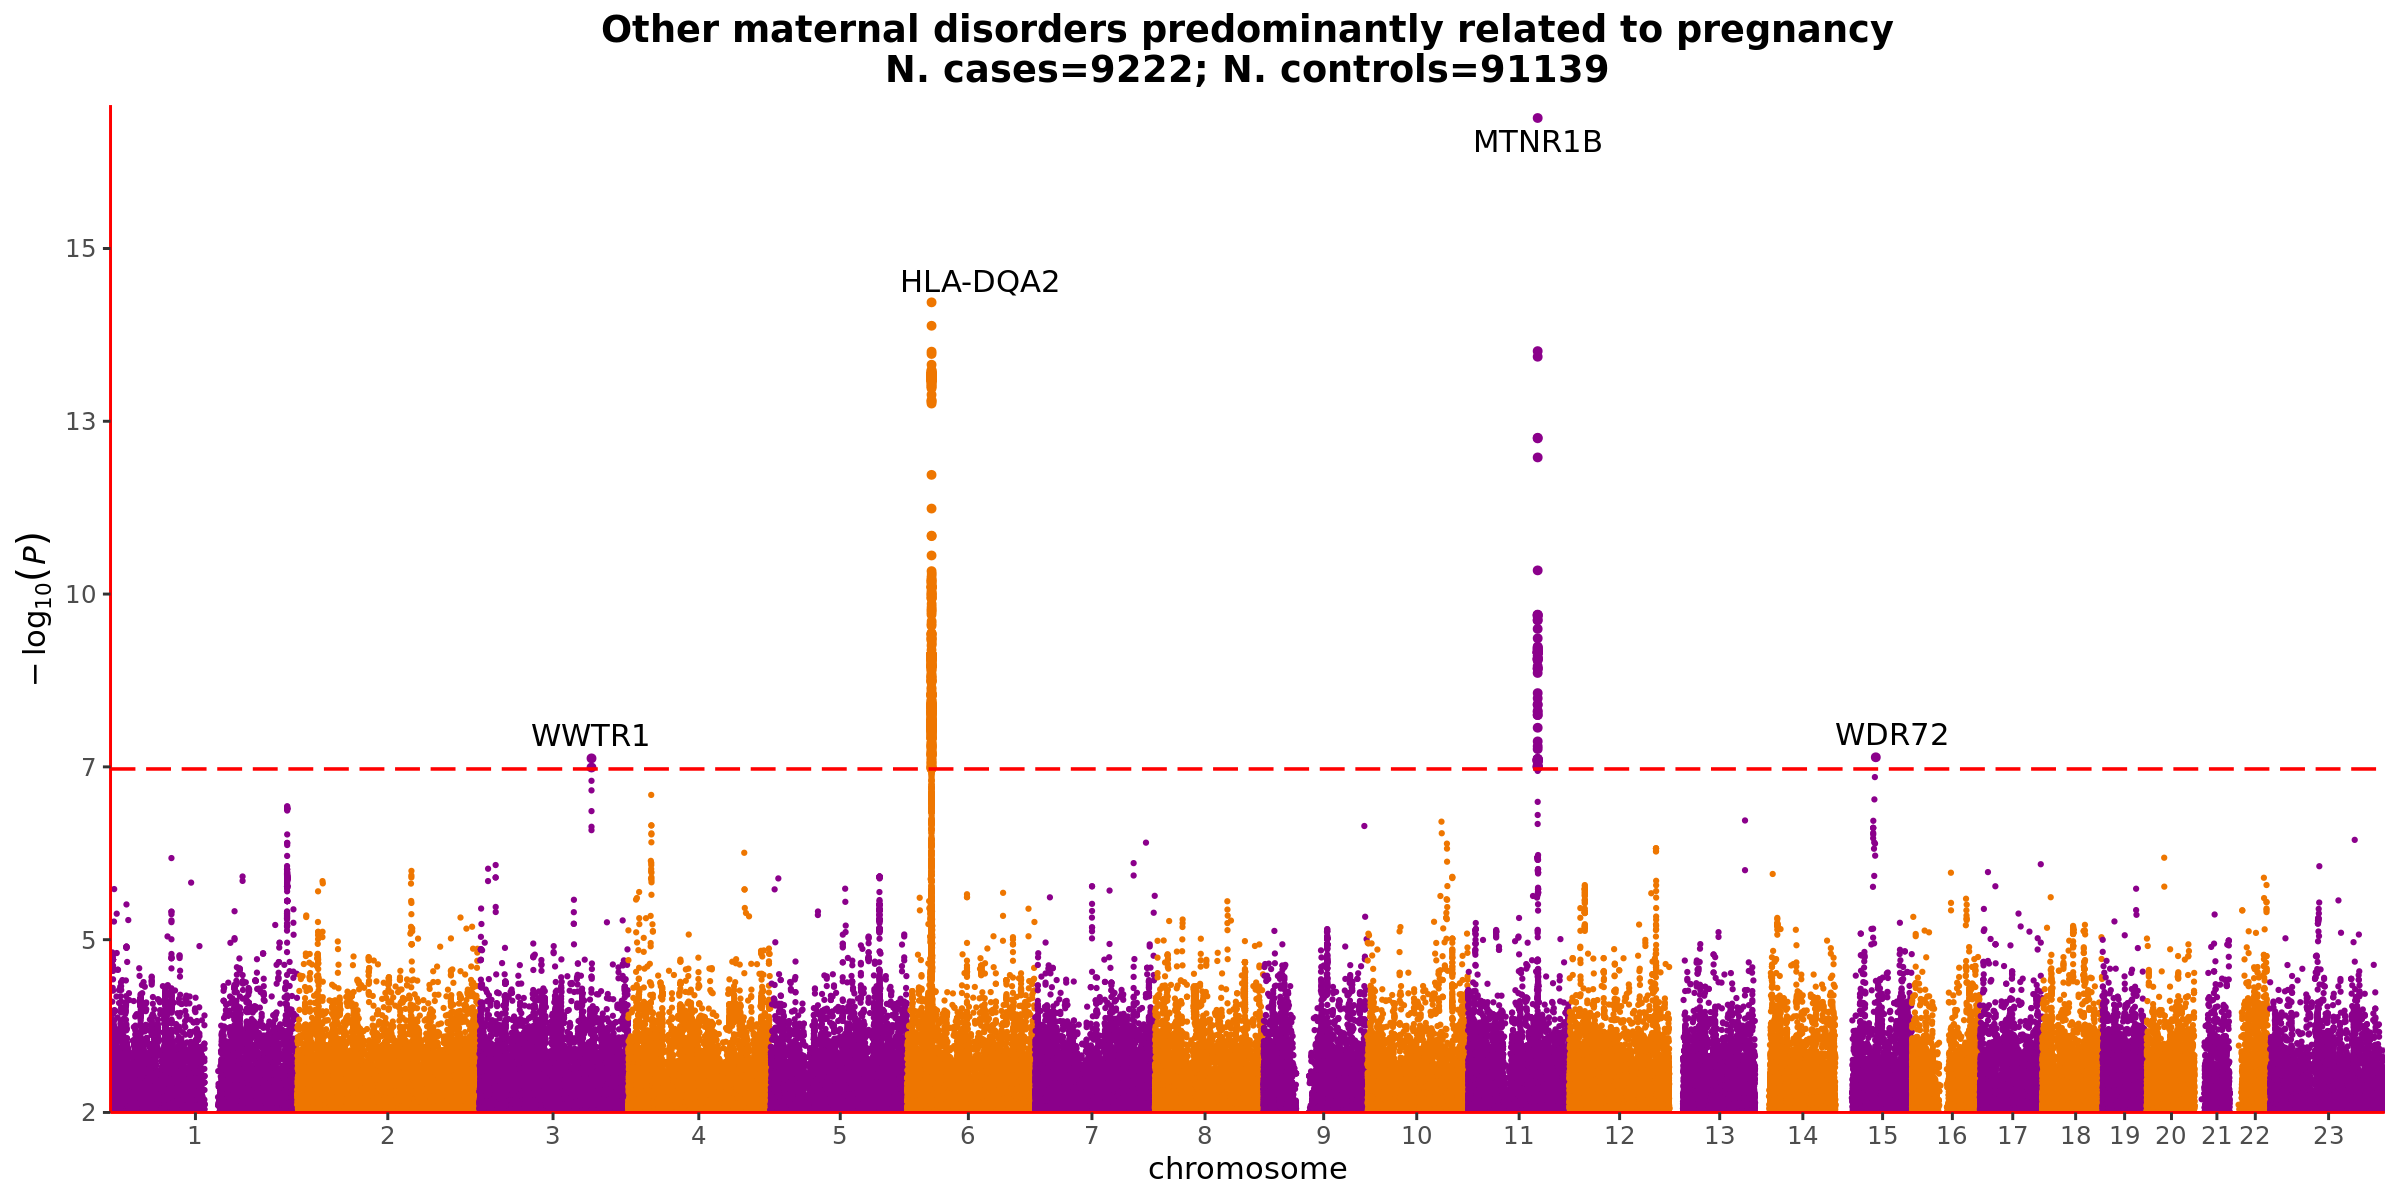 Other maternal disorders predominantly related to pregnancy
N. cases=9222; N. controls=91139
MTNR1B
15
HLA-DQA2
13
−log10(P)
10
WWTR1
WDR72
7
5
2
1 2 3 4 5 6 7 8 9 10 11 12 13 14 15 16 17 18 19 20 21 22 23
chromosome